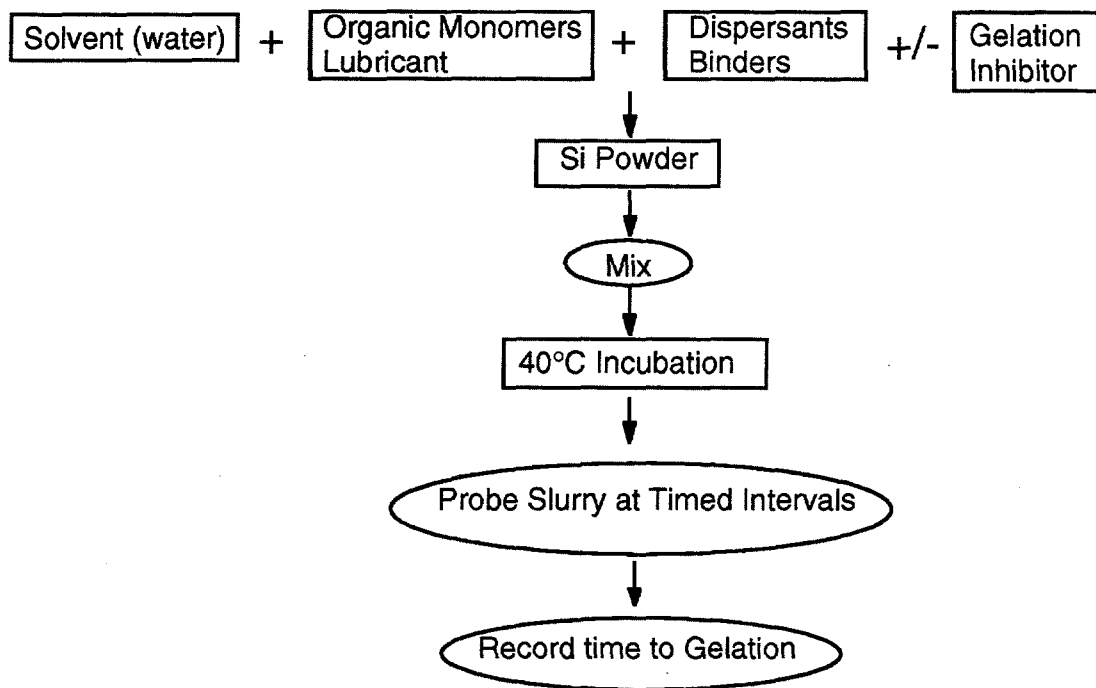 Solvent (water) + Organic Monomers Lubricant + Dispersants Binders +/- Gelation Inhibitor
Si Powder
Mix
40°C Incubation
Probe Slurry at Timed Intervals
Record time to Gelation